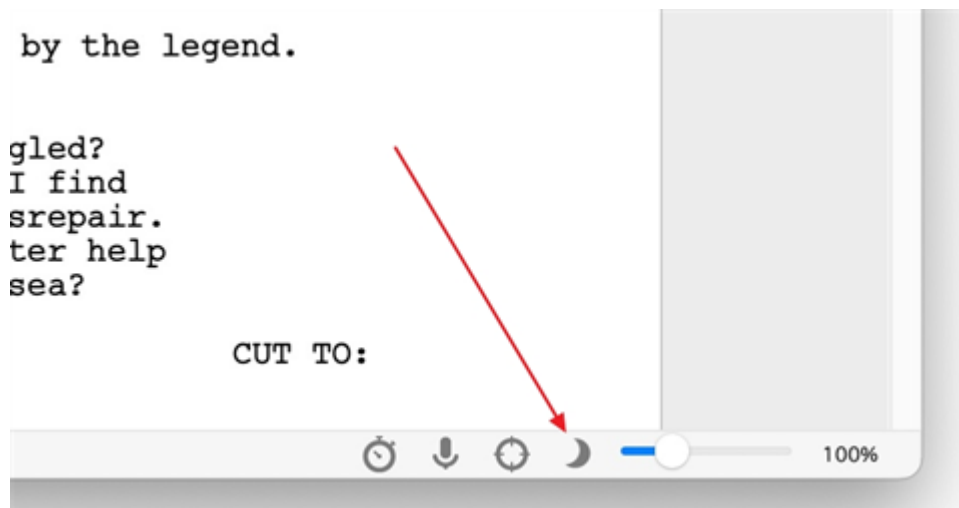 by the legend.
gled?
I find
srepair.
ter help
sea?
CUT TO:
100%